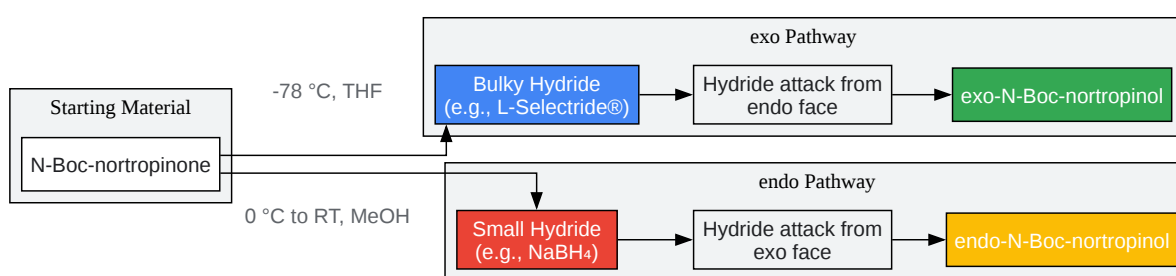 exo Pathway
Bulky Hydride
(e.g., L-Selectride®)
Hydride attack from
endo face
exo-N-Boc-nortropinol
-78 °C, THF
Starting Material
N-Boc-nortropinone
0 °C to RT, MeOH
endo Pathway
Small Hydride
(e.g., NaBH₄)
Hydride attack from
exo face
endo-N-Boc-nortropinol